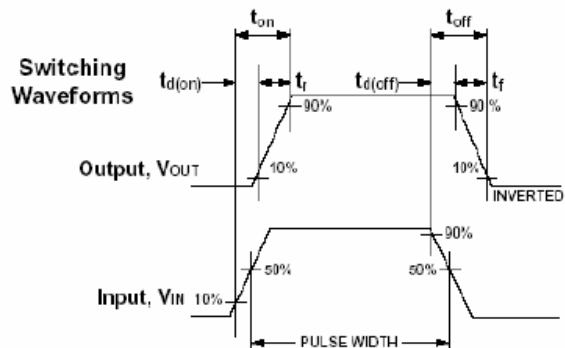 ton
toff
Switching
Waveforms
td(on)
tr
td(off)
tf
90%
90%
Output, VOUT
10%
10%
INVERTED
90%
50%
50%
Input, VIN
10%
PULSE WIDTH